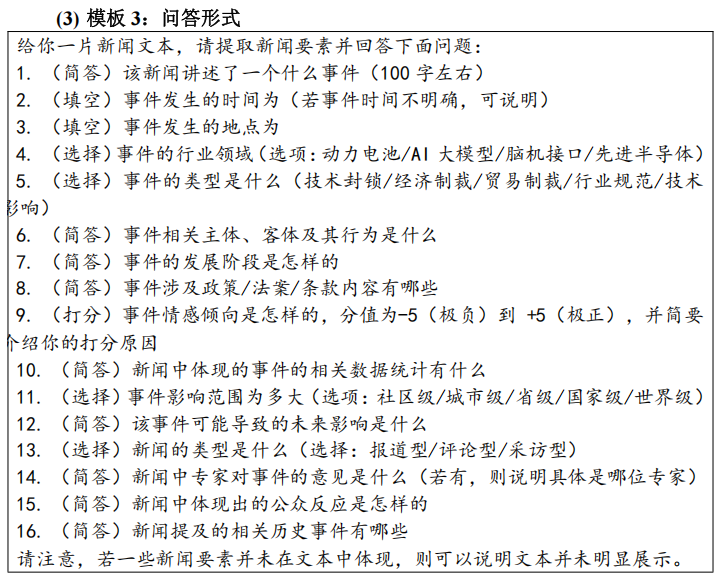 (3) 模板 3：问答形式
给你一片新闻文本，请提取新闻要素并回答下面问题：
1. （简答）该新闻讲述了一个什么事件（100 字左右）
2. （填空）事件发生的时间为（若事件时间不明确，可说明）
3. （填空）事件发生的地点为
4. （选择）事件的行业领域（选项：动力电池/AI 大模型/脑机接口/先进半导体）
5. （选择）事件的类型是什么（技术封锁/经济制裁/贸易制裁/行业规范/技术
影响）
6. （简答）事件相关主体、客体及其行为是什么
7. （简答）事件的发展阶段是怎样的
8. （简答）事件涉及政策/法案/条款内容有哪些
9. （打分）事件情感倾向是怎样的，分值为-5（极负）到 +5（极正），并简要
介绍你的打分原因
10. （简答）新闻中体现的事件的相关数据统计有什么
11. （选择）事件影响范围为多大（选项：社区级/城市级/省级/国家级/世界级）
12. （简答）该事件可能导致的未来影响是什么
13. （选择）新闻的类型是什么（选择：报道型/评论型/采访型）
14. （简答）新闻中专家对事件的意见是什么（若有，则说明具体是哪位专家）
15. （简答）新闻中体现出的公众反应是怎样的
16. （简答）新闻提及的相关历史事件有哪些
请注意，若一些新闻要素并未在文本中体现，则可以说明文本并未明显展示。